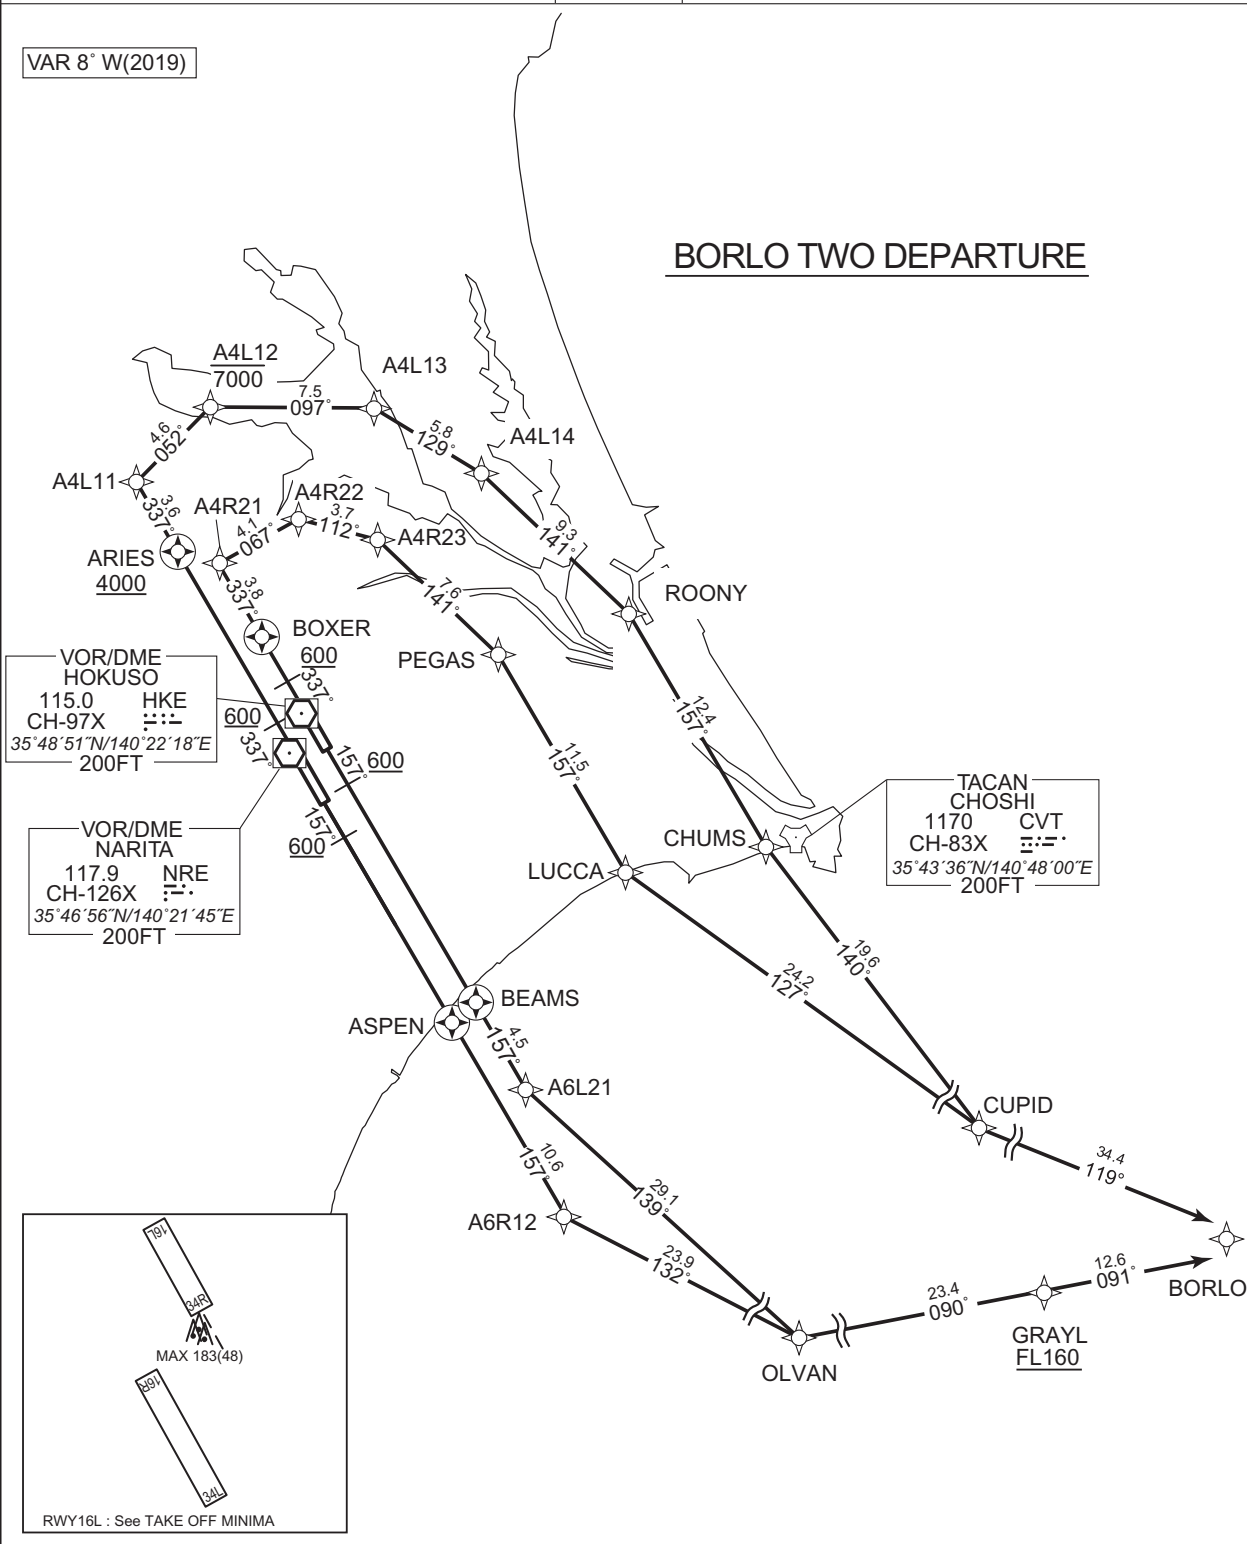 VAR 8° W(2019)
BORLO TWO DEPARTURE
A4L12
7000
A4L13
7.5
097°
4.6
052°
5.8
129°
A4L14
A4L11
A4R21
A4R22
3.6
337°
4.1
067°
3.7
112°
A4R23
9.3
141°
ARIES
4000
3.8
337°
7.6
141°
ROONY
BOXER
600
337°
PEGAS
VOR/DME
HOKUSO
115.0 HKE
CH-97X
35°48´51˝N/140°22´18˝E
200FT
600
337°
12.4
157°
157°
600
11.5
157°
TACAN
CHOSHI
1170 CVT
CH-83X
35°43´36˝N/140°48´00˝E
200FT
157°
600
VOR/DME
NARITA
117.9 NRE
CH-126X
35°46´56˝N/140°21´45˝E
200FT
CHUMS
LUCCA
19.6
140°
24.2
127°
BEAMS
ASPEN
4.5
157°
A6L21
CUPID
10.6
157°
34.4
119°
29.1
139°
A6R12
23.9
132°
12.6
091°
BORLO
23.4
090°
GRAYL
FL160
OLVAN
16L
34R
MAX 183(48)
16R
34L
RWY16L : See TAKE OFF MINIMA